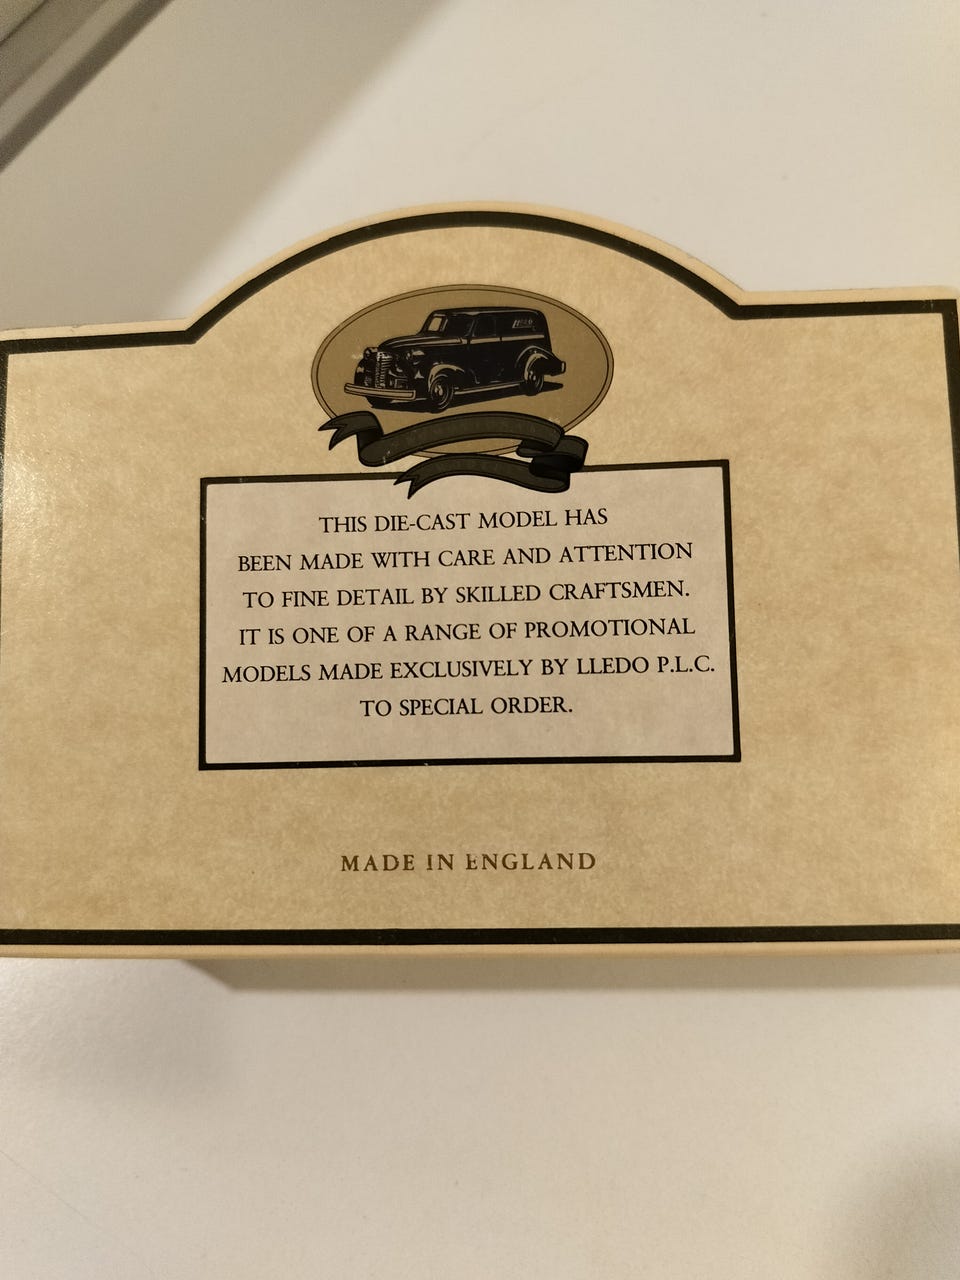 THIS DIE-CAST MODEL HAS
BEEN MADE WITH CARE AND ATTENTION
TO FINE DETAIL BY SKILLED CRAFTSMEN.
IT IS ONE OF A RANGE OF PROMOTIONAL
MODELS MADE EXCLUSIVELY BY LLEDO P.L.C.
TO SPECIAL ORDER.
MADE IN ENGLAND